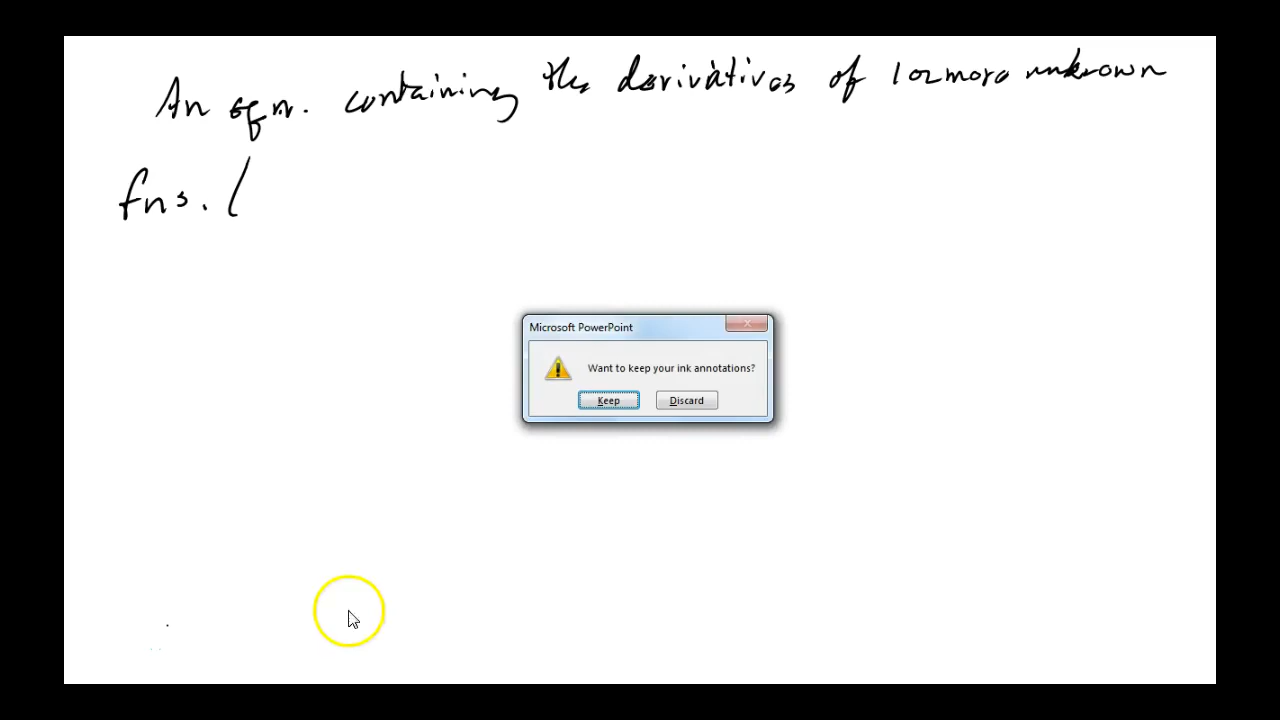 An eqn. containing the derivatives of 1 or more unknown
fns. (
Microsoft PowerPoint
Want to keep your ink annotations?
Keep Discard